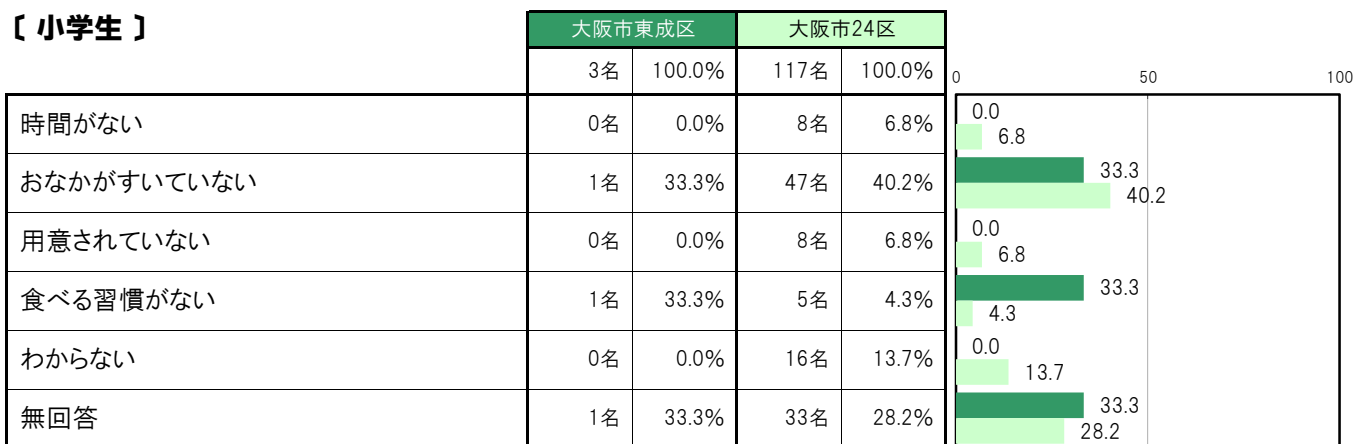 〔 小学生 〕
大阪市東成区 大阪市24区
3名 100.0% 117名 100.0% 0 50 100
時間がない 0名 0.0% 8名 6.8% 0.0
6.8
おなかがすいていない 1名 33.3% 47名 40.2% 33.3
40.2
用意されていない 0名 0.0% 8名 6.8% 0.0
6.8
食べる習慣がない 1名 33.3% 5名 4.3% 33.3
4.3
わからない 0名 0.0% 16名 13.7% 0.0
13.7
無回答 1名 33.3% 33名 28.2% 33.3
28.2